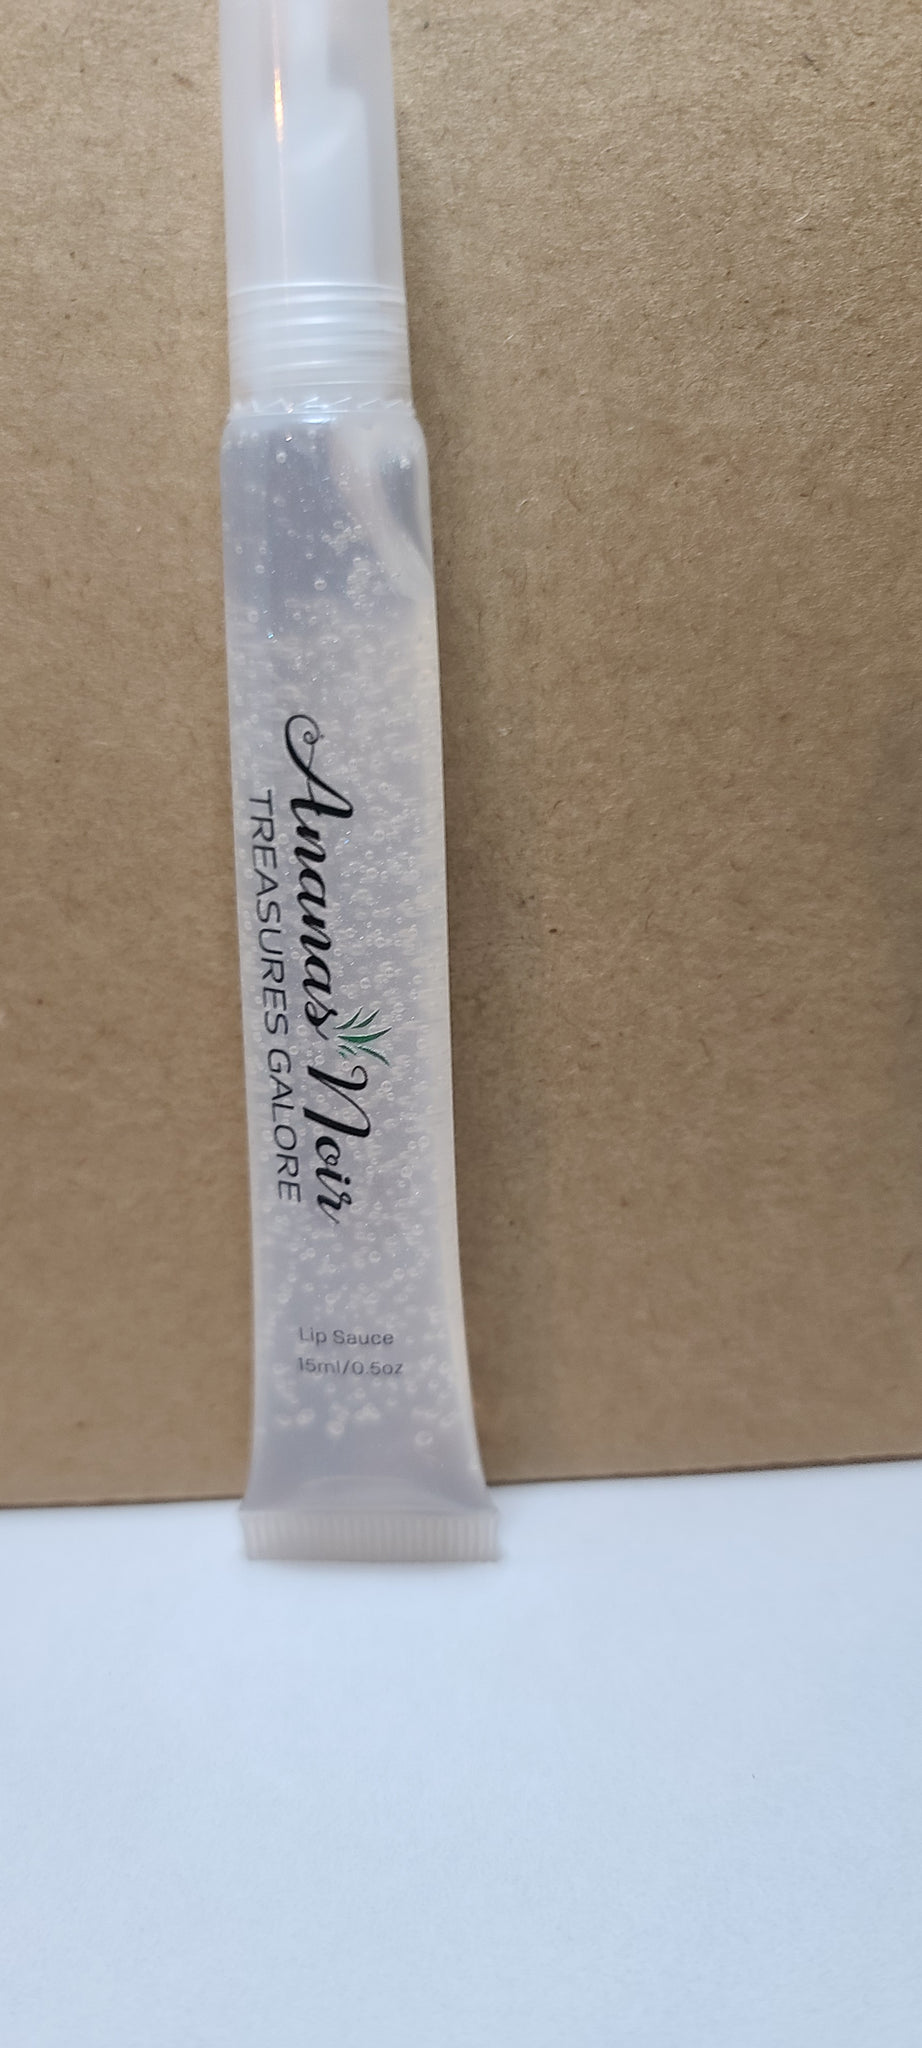 Ananas Noir
TREASURES GALORE
Lip Sauce
15ml/0.5oz